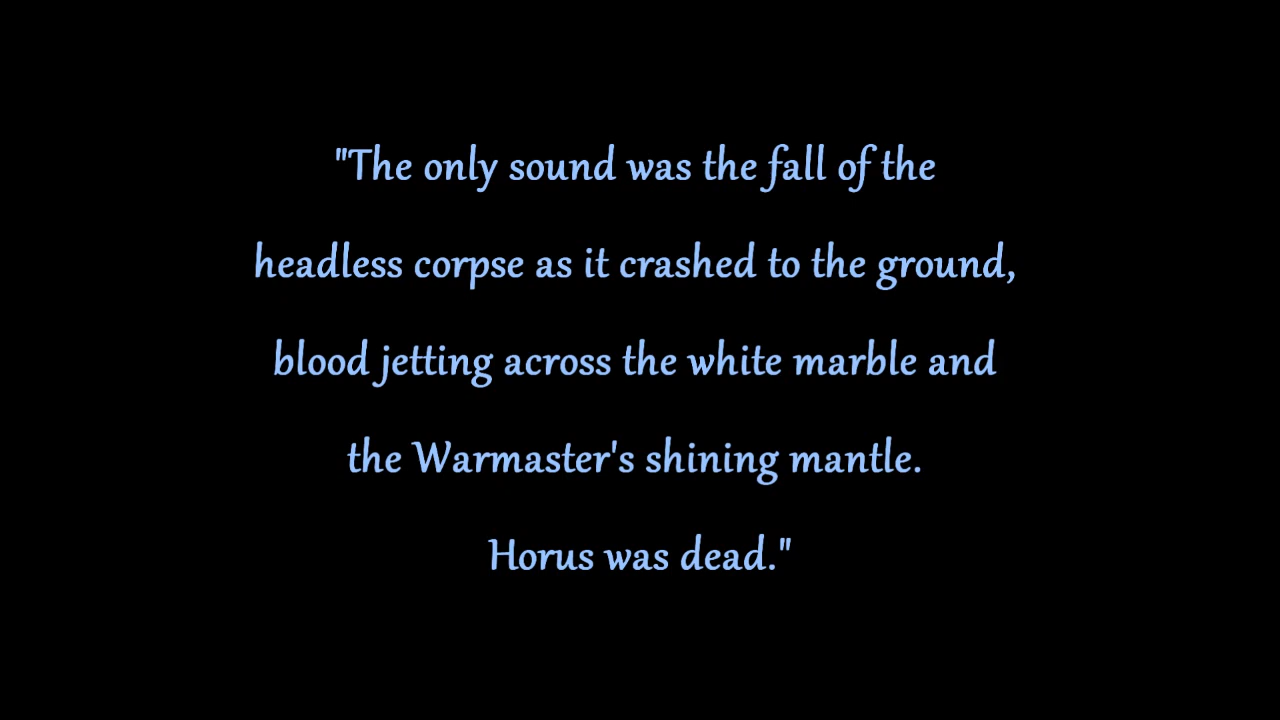 "The only sound was the fall of the
headless corpse as it crashed to the ground,
blood jetting across the white marble and
the Warmaster's shining mantle.
Horus was dead."